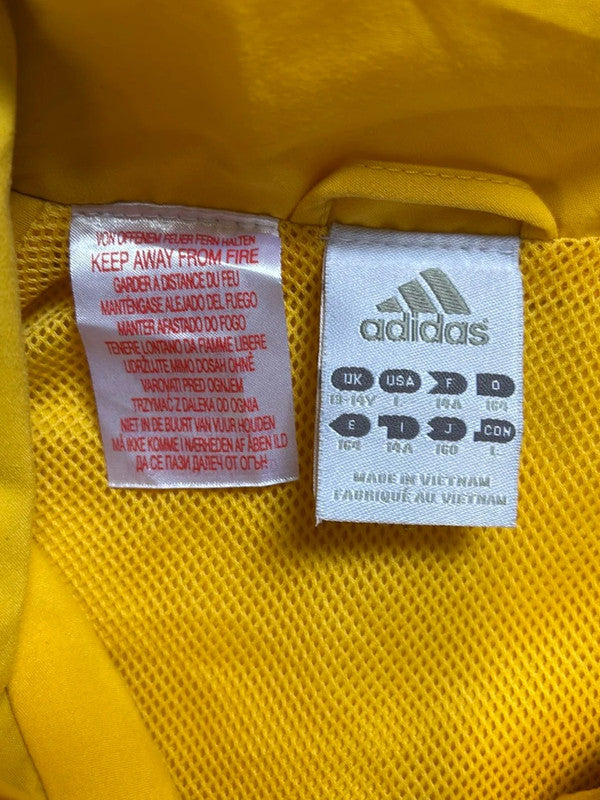 VON OFFENEM FEUER FERN HALTEN
KEEP AWAY FROM FIRE
GARDER A DISTANCE DU FEU
MANTÉNGASE ALEJADO DEL FUEGO
MANTER AFASTADO DO FOGO
TENERE LONTANO DA FIAMME LIBERE
UDRŽUJTE MIMO DOSAH OHNĚ
VAROVATI PRED OGNJEM
TRZYMAĆ Z DALEKA OD OGNIA
NIET IN DE BUURT VAN VUUR HOUDEN
MÅ IKKE KOMME I NÆRHEDEN AF ÅBEN ILD
ДА СЕ ПАЗИ ДАЛЕЧ ОТ ОГЪН
adidas
UK USA F D
13-14Y L 14A 164
E I J CDN
164 14A 160 L
MADE IN VIETNAM
FABRIQUÉ AU VIETNAM